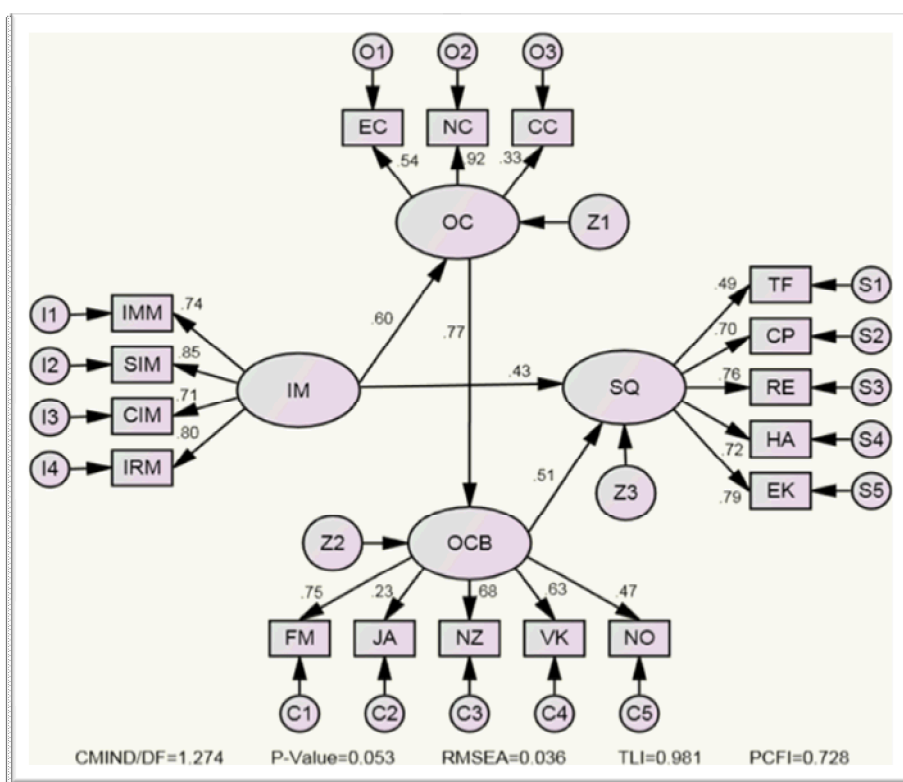 O1 O2 O3
EC NC CC
.54 .92 .33
OC Z1
I1 IMM .74
I2 SIM .85
I3 CIM .71
I4 IRM .80
IM
.60
.77
.43
SQ
TF S1 .49
CP S2 .70
RE S3 .76
HA S4 .72
EK S5 .79
.51
Z3
Z2 OCB
.75 .23 .68 .63 .47
FM JA NZ VK NO
C1 C2 C3 C4 C5
CMIND/DF=1.274 P-Value=0.053 RMSEA=0.036 TLI=0.981 PCFI=0.728